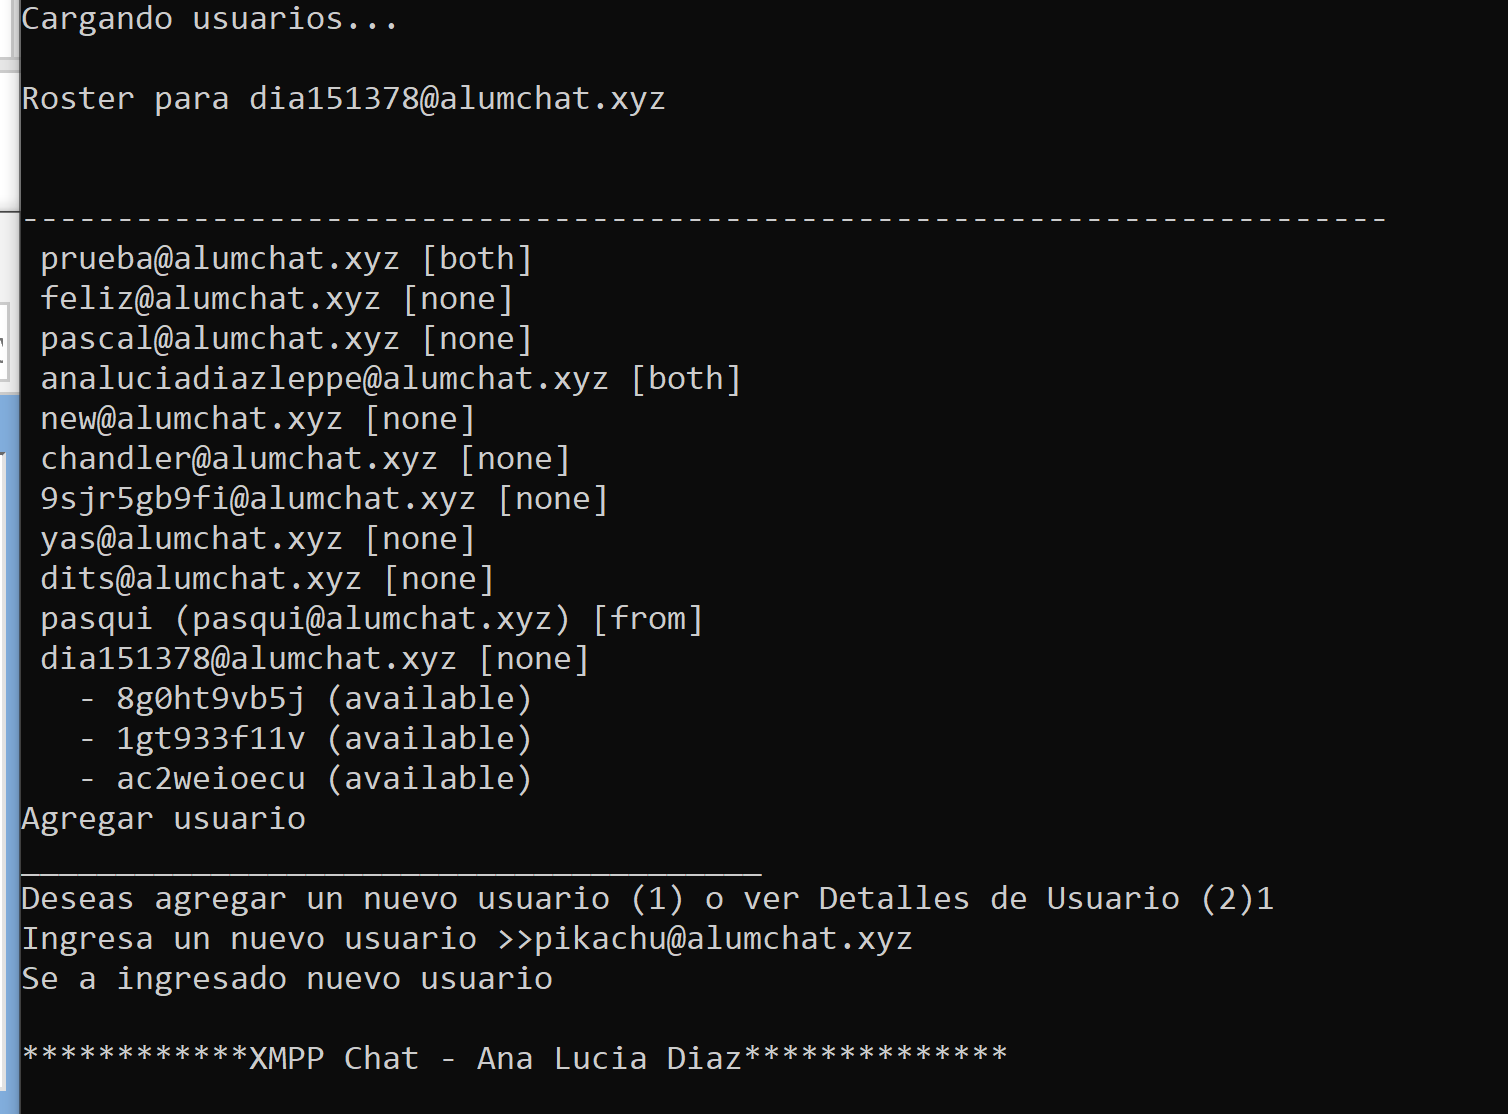 Cargando usuarios...
Roster para dia151378@alumchat.xyz
------------------------------------------------------------------------
prueba@alumchat.xyz [both]
feliz@alumchat.xyz [none]
pascal@alumchat.xyz [none]
analuciadiazleppe@alumchat.xyz [both]
new@alumchat.xyz [none]
chandler@alumchat.xyz [none]
9sjr5gb9fi@alumchat.xyz [none]
yas@alumchat.xyz [none]
dits@alumchat.xyz [none]
pasqui (pasqui@alumchat.xyz) [from]
dia151378@alumchat.xyz [none]
- 8g0ht9vb5j (available)
- 1gt933f11v (available)
- ac2weioecu (available)
Agregar usuario
_______________________________________
Deseas agregar un nuevo usuario (1) o ver Detalles de Usuario (2)1
Ingresa un nuevo usuario >>pikachu@alumchat.xyz
Se a ingresado nuevo usuario
************XMPP Chat - Ana Lucia Diaz**************